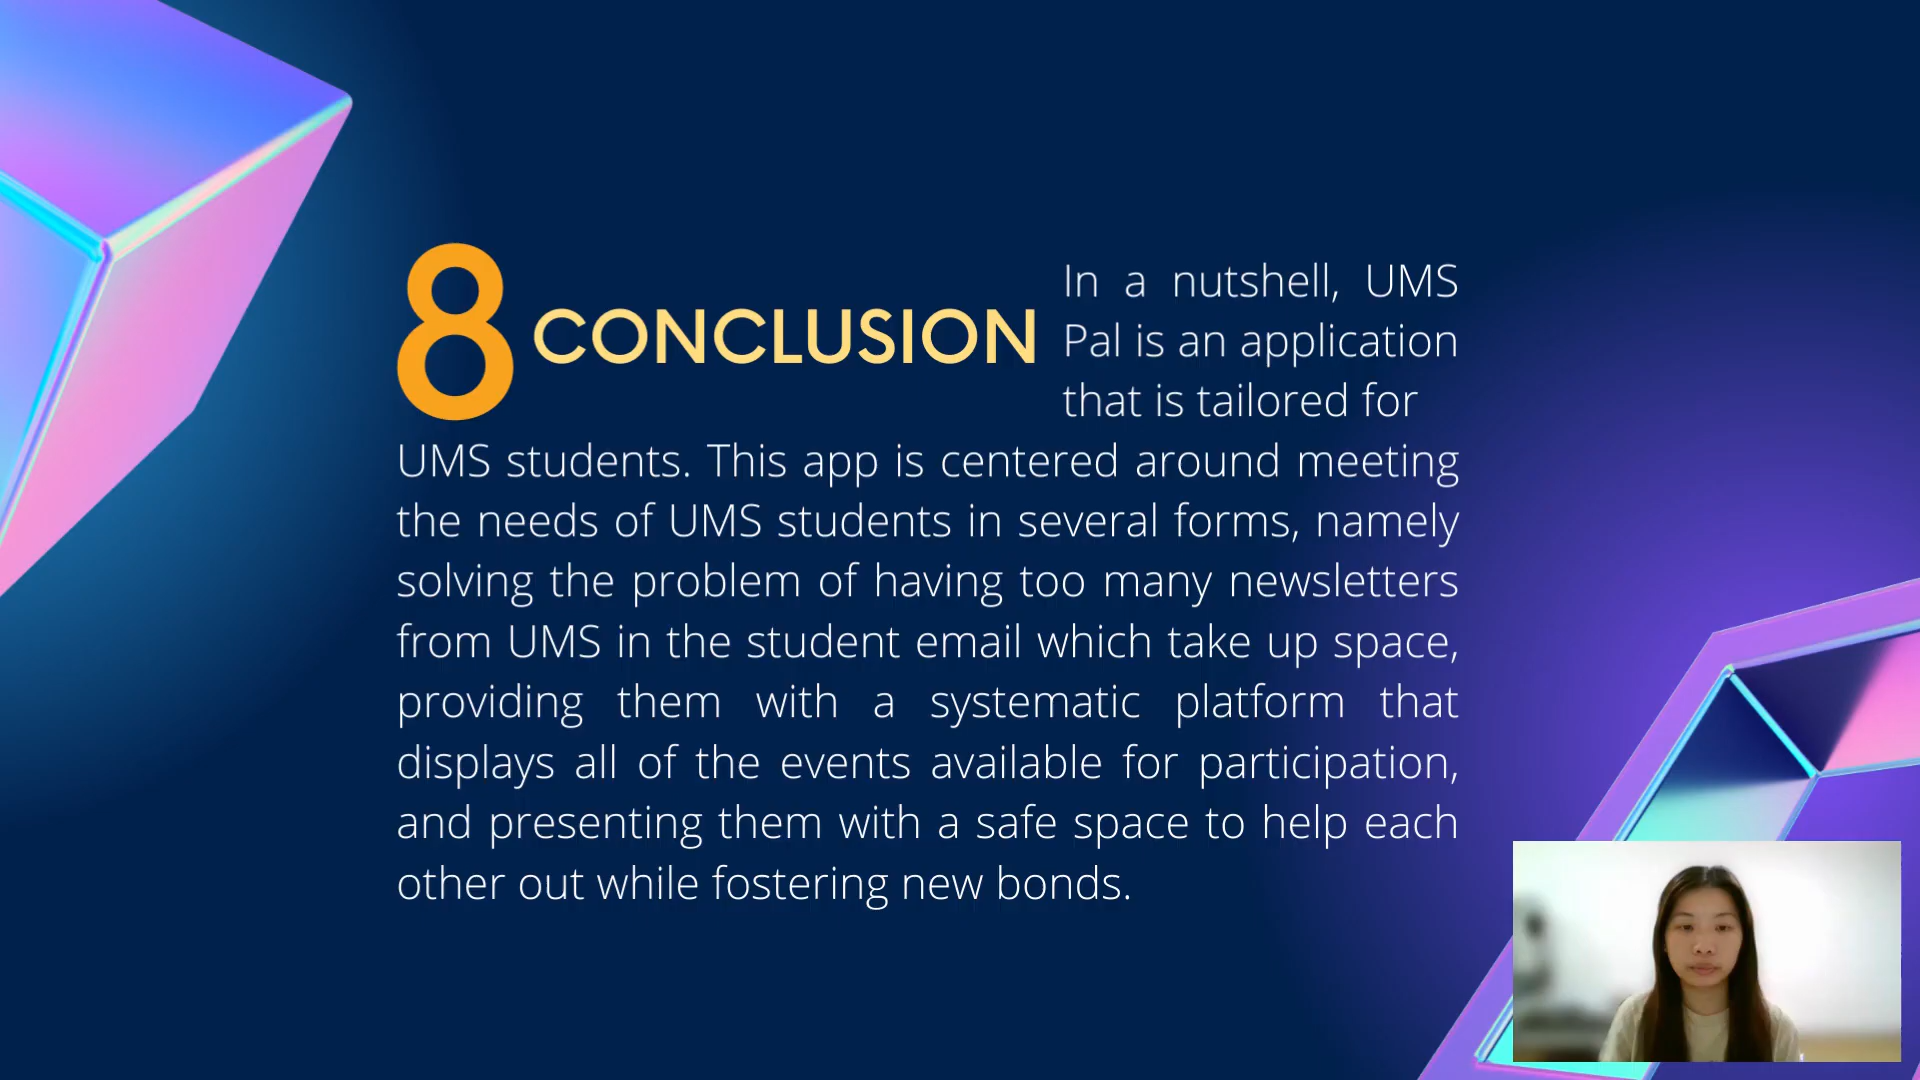 8 CONCLUSION
In a nutshell, UMS
Pal is an application
that is tailored for
UMS students. This app is centered around meeting
the needs of UMS students in several forms, namely
solving the problem of having too many newsletters
from UMS in the student email which take up space,
providing them with a systematic platform that
displays all of the events available for participation,
and presenting them with a safe space to help each
other out while fostering new bonds.